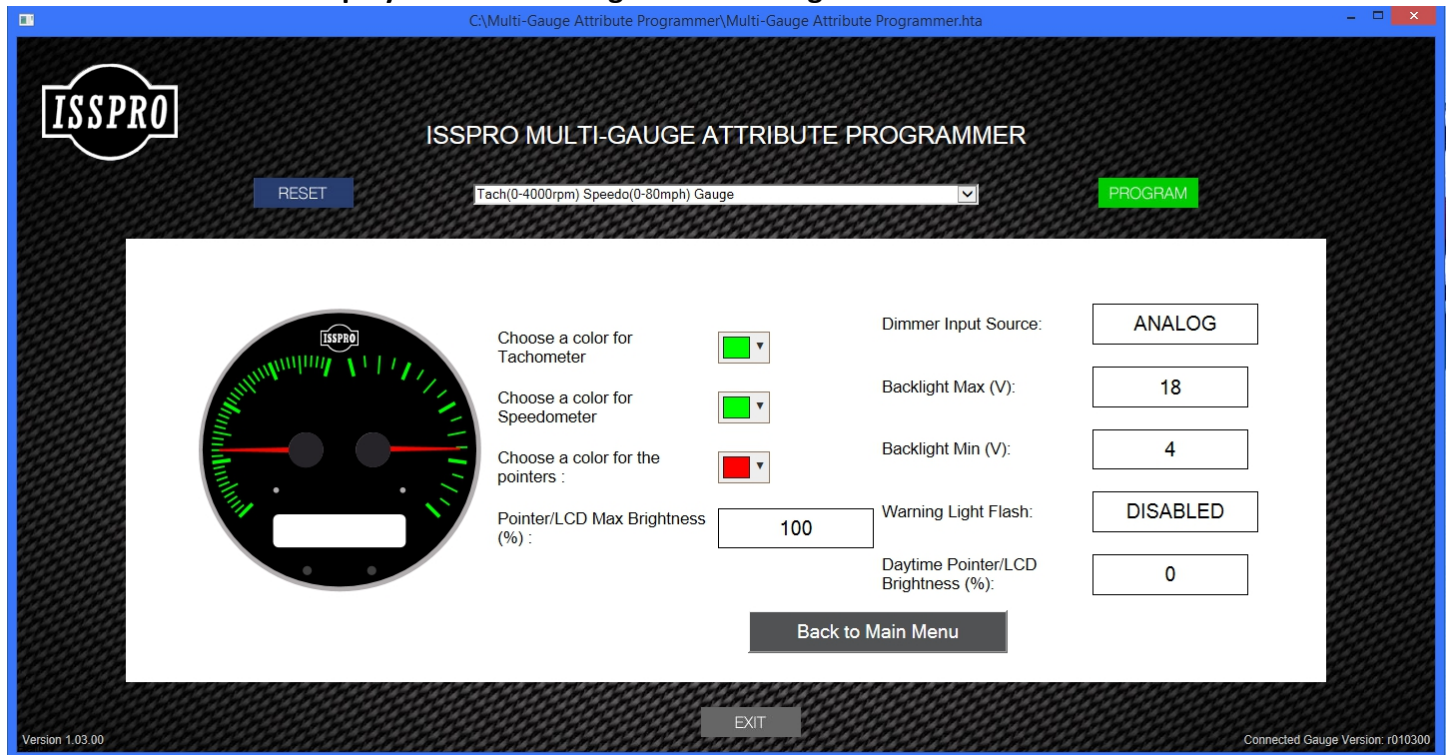 C:\Multi-Gauge Attribute Programmer\Multi-Gauge Attribute Programmer.hta
ISSPRO
ISSPRO MULTI-GAUGE ATTRIBUTE PROGRAMMER
RESET
Tach(0-4000rpm) Speedo(0-80mph) Gauge
PROGRAM
ISSPRO
Choose a color for
Tachometer
Choose a color for
Speedometer
Choose a color for the
pointers :
Pointer/LCD Max Brightness
(%) :
100
Dimmer Input Source:
ANALOG
Backlight Max (V):
18
Backlight Min (V):
4
Warning Light Flash:
DISABLED
Daytime Pointer/LCD
Brightness (%):
0
Back to Main Menu
EXIT
Version 1.03.00
Connected Gauge Version: r010300